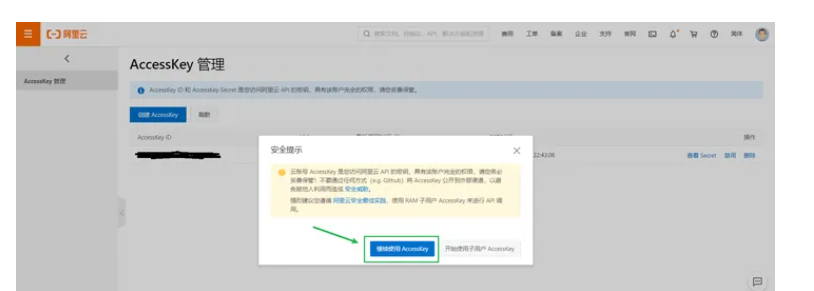 阿里云
搜索文档、控制台、API、解决方案和资源 费用 工单 备案 企业 支持 官网 简体
AccessKey 管理
AccessKey 管理
AccessKey ID 和 AccessKey Secret 是您访问阿里云 API 的密钥，具有该账户完全的权限，请您妥善保管。
创建 AccessKey 刷新
AccessKey ID 操作
22:43:06 查看 Secret 禁用 删除
安全提示
云账号 AccessKey 是您访问阿里云 API 的密钥，具有该账户完全的权限，请您务必
妥善保管！不要通过任何方式（e.g. Github）将 AccessKey 公开到外部渠道，以避
免被他人利用而造成 安全威胁。
强烈建议您遵循 阿里云安全最佳实践，使用 RAM 子用户 AccessKey 来进行 API 调
用。
继续使用 AccessKey 开始使用子用户 AccessKey